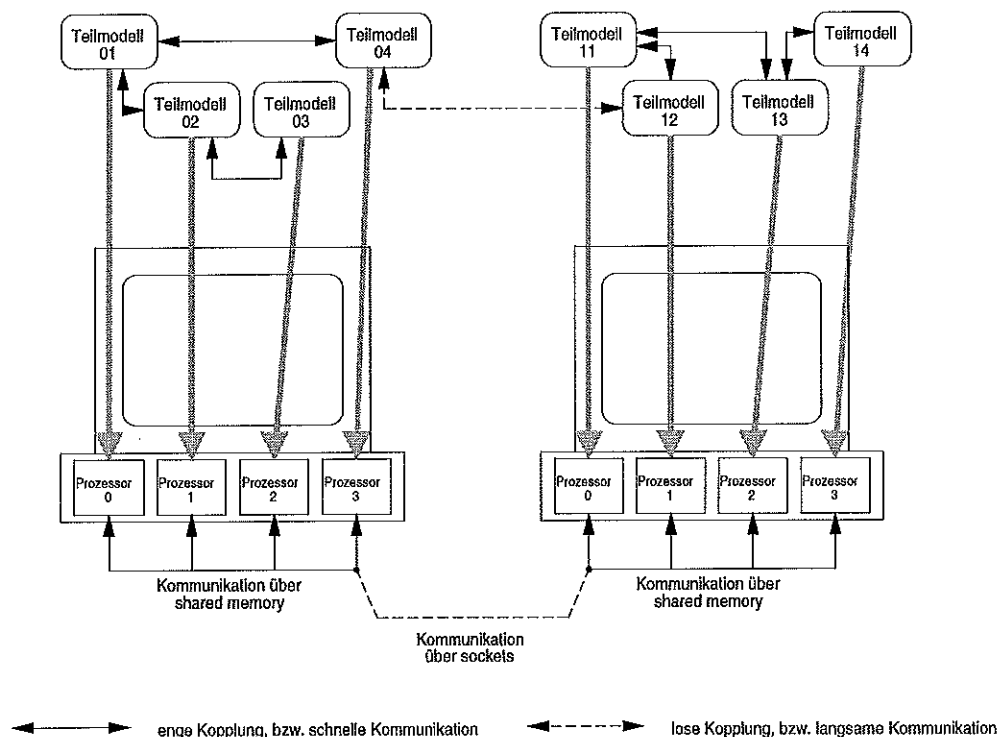 Teilmodell
01
Teilmodell
04
Teilmodell
02
Teilmodell
03
Teilmodell
11
Teilmodell
14
Teilmodell
12
Teilmodell
13
Prozessor
0
Prozessor
1
Prozessor
2
Prozessor
3
Prozessor
0
Prozessor
1
Prozessor
2
Prozessor
3
Kommunikation über
shared memory
Kommunikation über
shared memory
Kommunikation
über sockets
enge Kopplung, bzw. schnelle Kommunikation
lose Kopplung, bzw. langsame Kommunikation